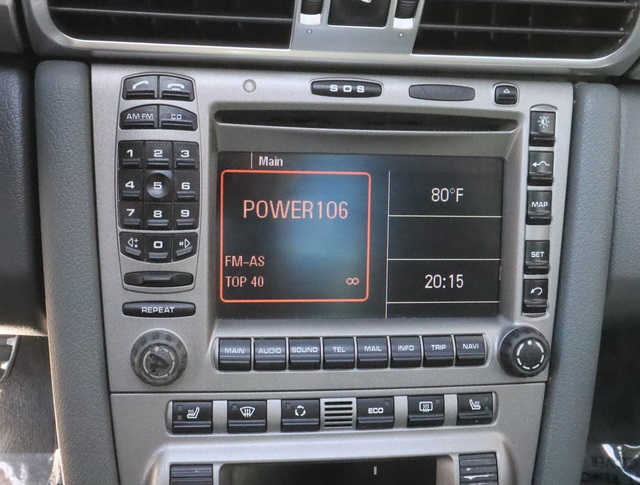 SOS
AM·FM CD
Main
1 2 3
4 5 6
7 8 9
0
POWER106
FM-AS
TOP 40 ∞
80°F
20:15
MAP
SET
REPEAT
MAIN AUDIO SOUND TEL MAIL INFO TRIP NAVI
ECO